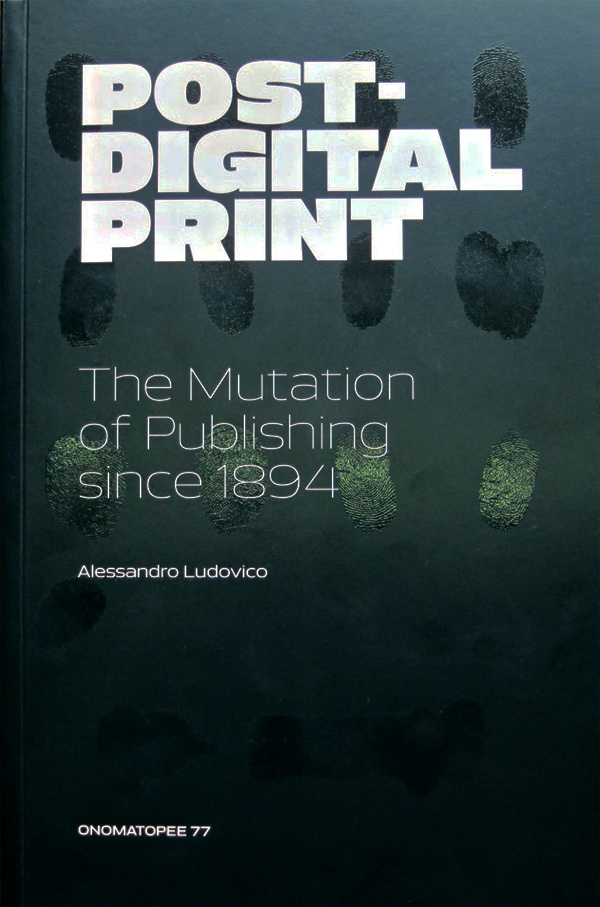 POST-
DIGITAL
PRINT
The Mutation
of Publishing
since 1894
Alessandro Ludovico
ONOMATOPEE 77